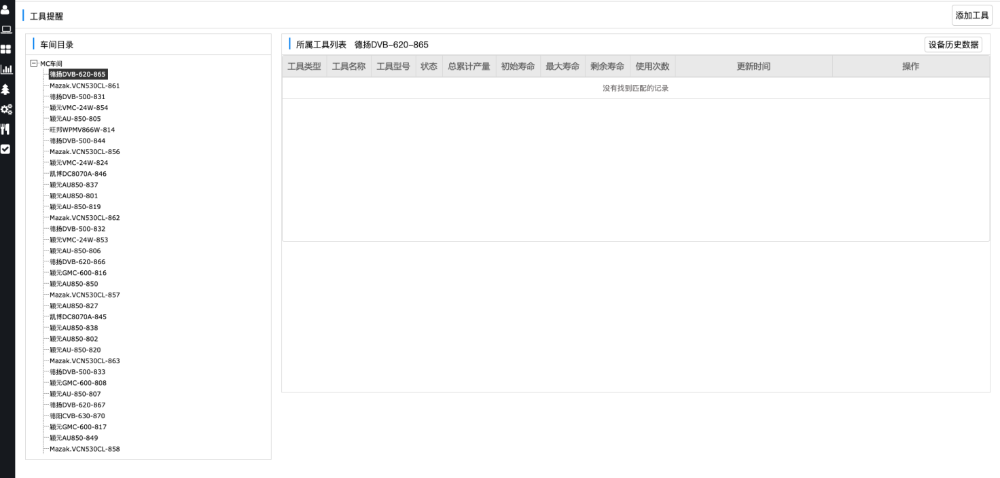 工具提醒
添加工具
车间目录
MC车间
德扬DVB-620-865
Mazak.VCN530CL-861
德扬DVB-500-831
颖元VMC-24W-854
颖元AU-850-805
旺邦WPMV866W-814
德扬DVB-500-844
Mazak.VCN530CL-856
颖元VMC-24W-824
凯博DC8070A-846
颖元AU850-837
颖元AU850-801
颖元AU-850-819
Mazak.VCN530CL-862
德扬DVB-500-832
颖元VMC-24W-853
颖元AU-850-806
德扬DVB-620-866
颖元GMC-600-816
颖元AU850-850
Mazak.VCN530CL-857
颖元AU850-827
凯博DC8070A-845
颖元AU850-838
颖元AU850-802
颖元AU-850-820
Mazak.VCN530CL-863
德扬DVB-500-833
颖元GMC-600-808
颖元AU-850-807
德扬DVB-620-867
德阳CVB-630-870
颖元GMC-600-817
颖元AU850-849
Mazak.VCN530CL-858
所属工具列表 德扬DVB-620-865
设备历史数据
工具类型 工具名称 工具型号 状态 总累计产量 初始寿命 最大寿命 剩余寿命 使用次数 更新时间 操作
没有找到匹配的记录